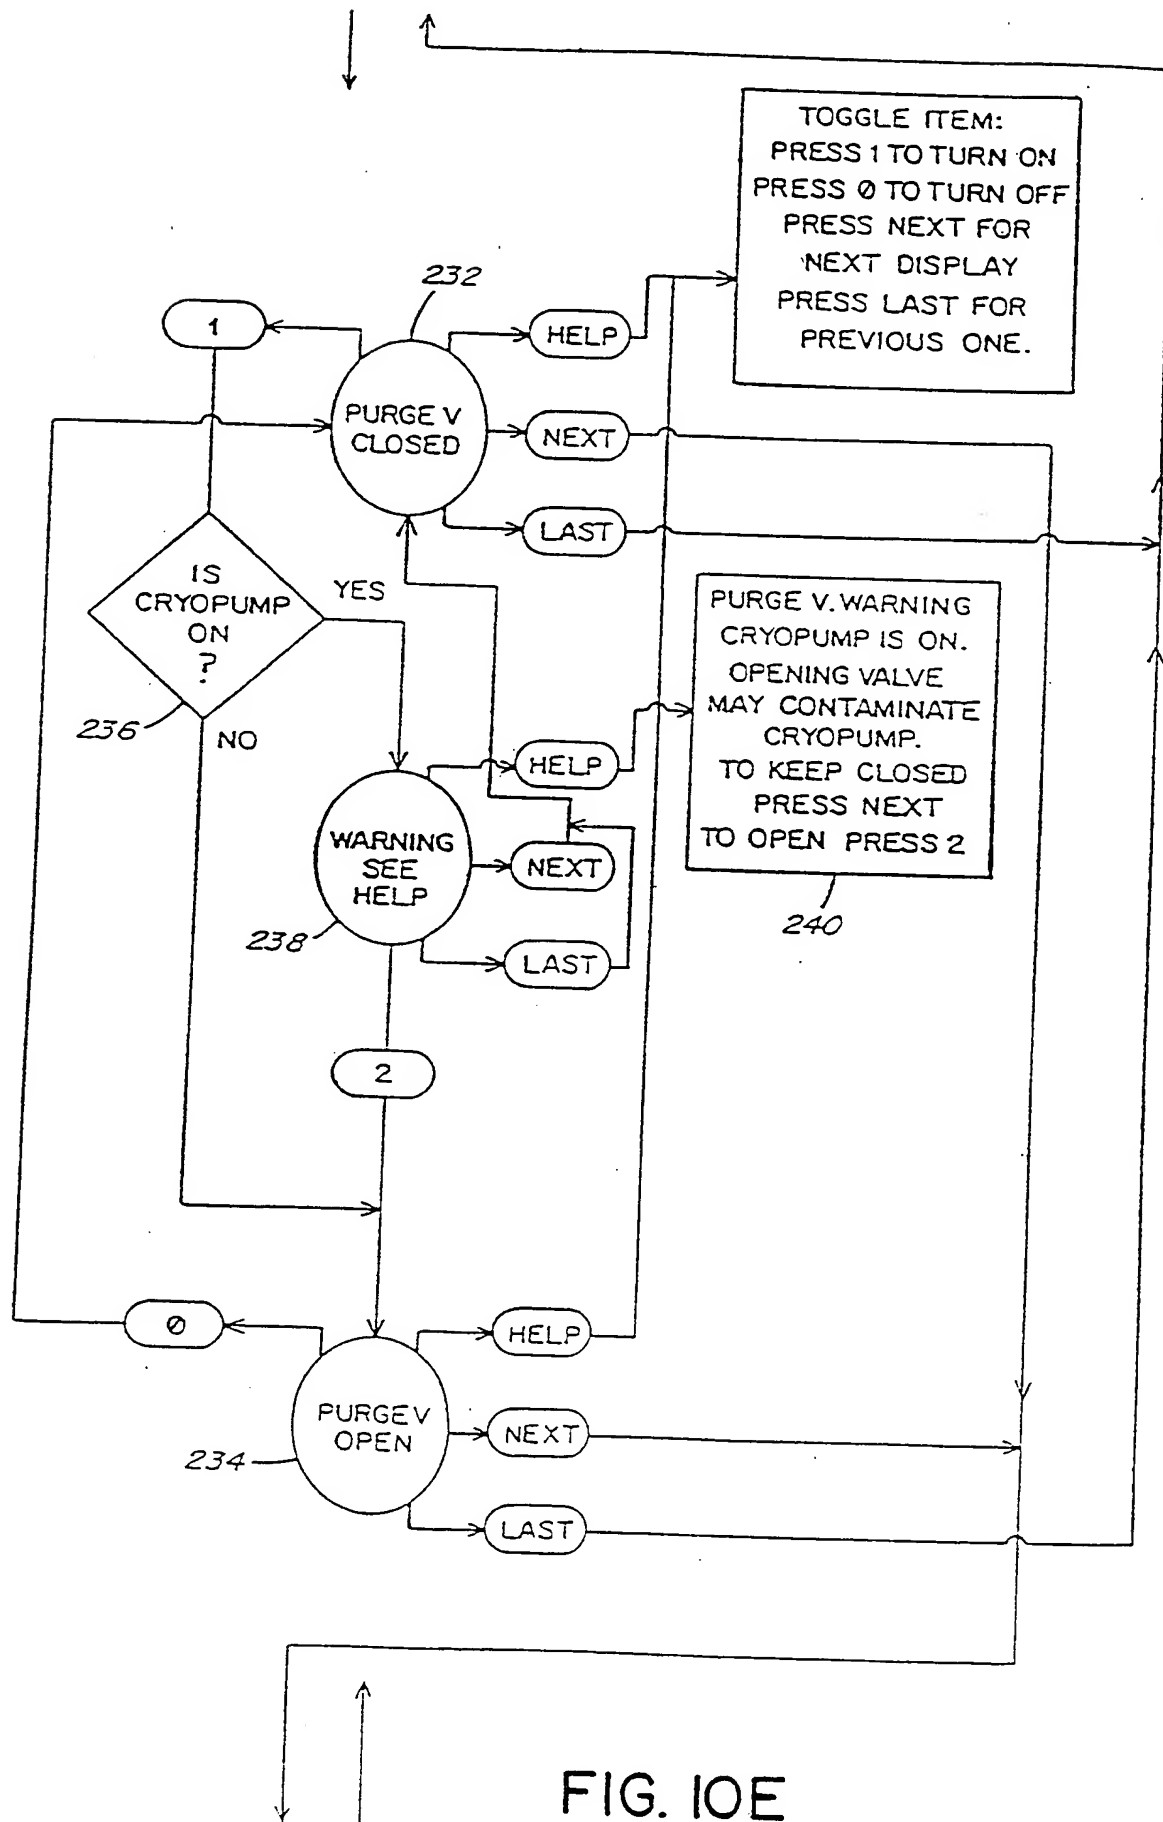 TOGGLE ITEM:
PRESS 1 TO TURN ON
PRESS Ø TO TURN OFF
PRESS NEXT FOR
NEXT DISPLAY
PRESS LAST FOR
PREVIOUS ONE.
232
1
HELP
PURGE V
CLOSED
NEXT
LAST
IS
CRYOPUMP
ON
?
YES
236
NO
PURGE V. WARNING
CRYOPUMP IS ON.
OPENING VALVE
MAY CONTAMINATE
CRYOPUMP.
TO KEEP CLOSED
PRESS NEXT
TO OPEN PRESS 2
240
HELP
WARNING
SEE
HELP
NEXT
238
LAST
2
Ø
HELP
PURGE V
OPEN
NEXT
234
LAST
FIG. 10E